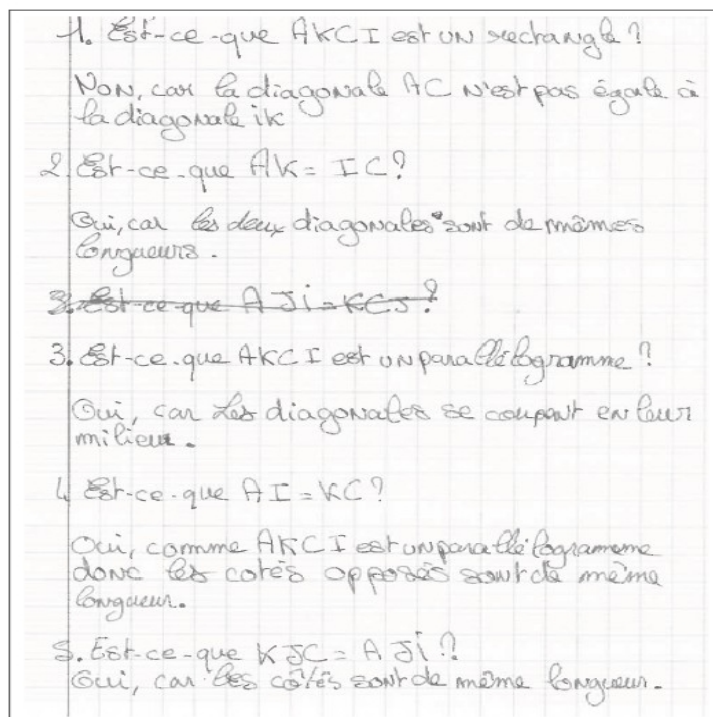 1. Est-ce-que AKCI est un rectangle ?
Non, car la diagonale AC n'est pas égale à
la diagonale iK
2. Est-ce-que AK = IC ?
Oui, car les deux diagonales sont de mêmes
longueurs.
3. Est-ce-que AJi = KCJ ?
3. Est-ce-que AKCI est un parallélogramme ?
Oui, car Les diagonales se coupent en leur
milieu.
4 Est-ce-que AI = KC ?
Oui, comme AKCI est un parallélogrameme
donc les cotés opposés sont de même
longueur.
5. Est-ce-que KJC = AJi ?
Oui, car les côtés sont de même longueur.